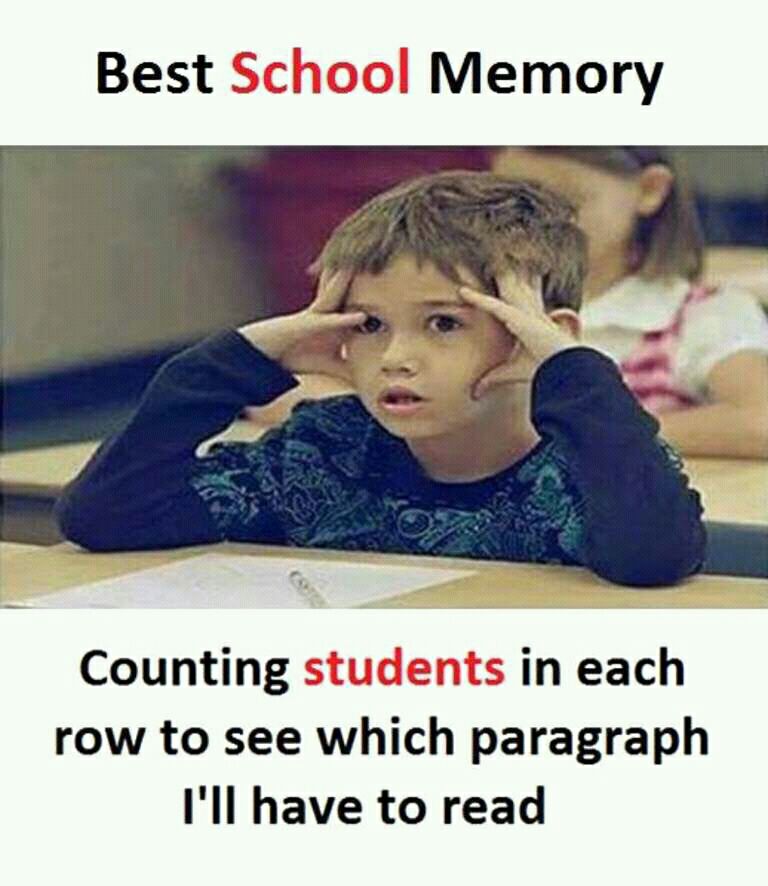 Best School Memory
Counting students in each
row to see which paragraph
I'll have to read